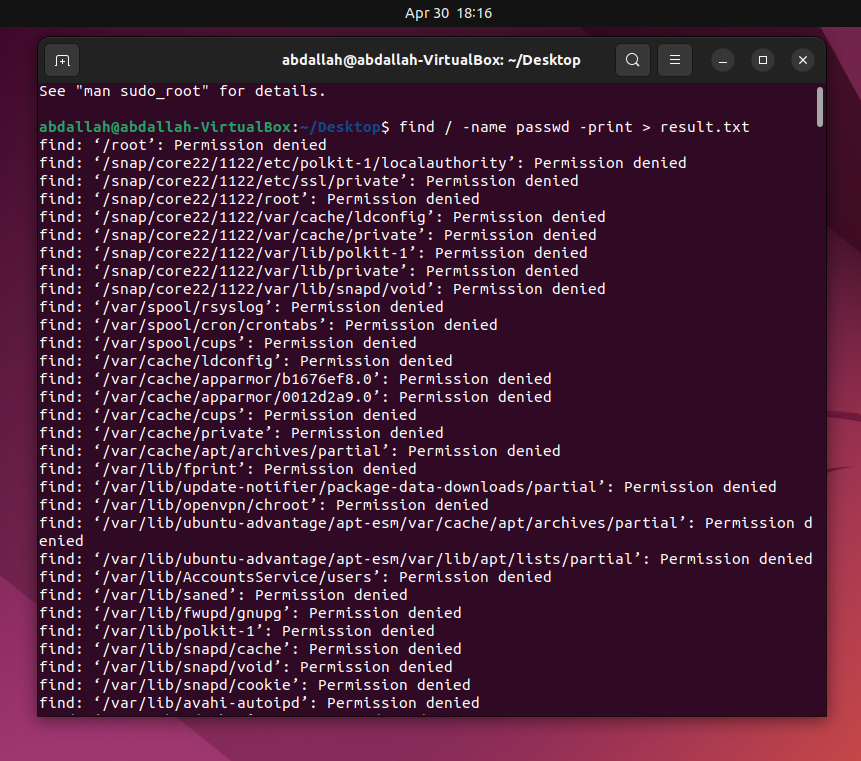 Apr 30 18:16
abdallah@abdallah-VirtualBox: ~/Desktop
See "man sudo_root" for details.
abdallah@abdallah-VirtualBox:~/Desktop$ find / -name passwd -print > result.txt
find: ‘/root’: Permission denied
find: ‘/snap/core22/1122/etc/polkit-1/localauthority’: Permission denied
find: ‘/snap/core22/1122/etc/ssl/private’: Permission denied
find: ‘/snap/core22/1122/root’: Permission denied
find: ‘/snap/core22/1122/var/cache/ldconfig’: Permission denied
find: ‘/snap/core22/1122/var/cache/private’: Permission denied
find: ‘/snap/core22/1122/var/lib/polkit-1’: Permission denied
find: ‘/snap/core22/1122/var/lib/private’: Permission denied
find: ‘/snap/core22/1122/var/lib/snapd/void’: Permission denied
find: ‘/var/spool/rsyslog’: Permission denied
find: ‘/var/spool/cron/crontabs’: Permission denied
find: ‘/var/spool/cups’: Permission denied
find: ‘/var/cache/ldconfig’: Permission denied
find: ‘/var/cache/apparmor/b1676ef8.0’: Permission denied
find: ‘/var/cache/apparmor/0012d2a9.0’: Permission denied
find: ‘/var/cache/cups’: Permission denied
find: ‘/var/cache/private’: Permission denied
find: ‘/var/cache/apt/archives/partial’: Permission denied
find: ‘/var/lib/fprint’: Permission denied
find: ‘/var/lib/update-notifier/package-data-downloads/partial’: Permission denied
find: ‘/var/lib/openvpn/chroot’: Permission denied
find: ‘/var/lib/ubuntu-advantage/apt-esm/var/cache/apt/archives/partial’: Permission d
enied
find: ‘/var/lib/ubuntu-advantage/apt-esm/var/lib/apt/lists/partial’: Permission denied
find: ‘/var/lib/AccountsService/users’: Permission denied
find: ‘/var/lib/saned’: Permission denied
find: ‘/var/lib/fwupd/gnupg’: Permission denied
find: ‘/var/lib/polkit-1’: Permission denied
find: ‘/var/lib/snapd/cache’: Permission denied
find: ‘/var/lib/snapd/void’: Permission denied
find: ‘/var/lib/snapd/cookie’: Permission denied
find: ‘/var/lib/avahi-autoipd’: Permission denied